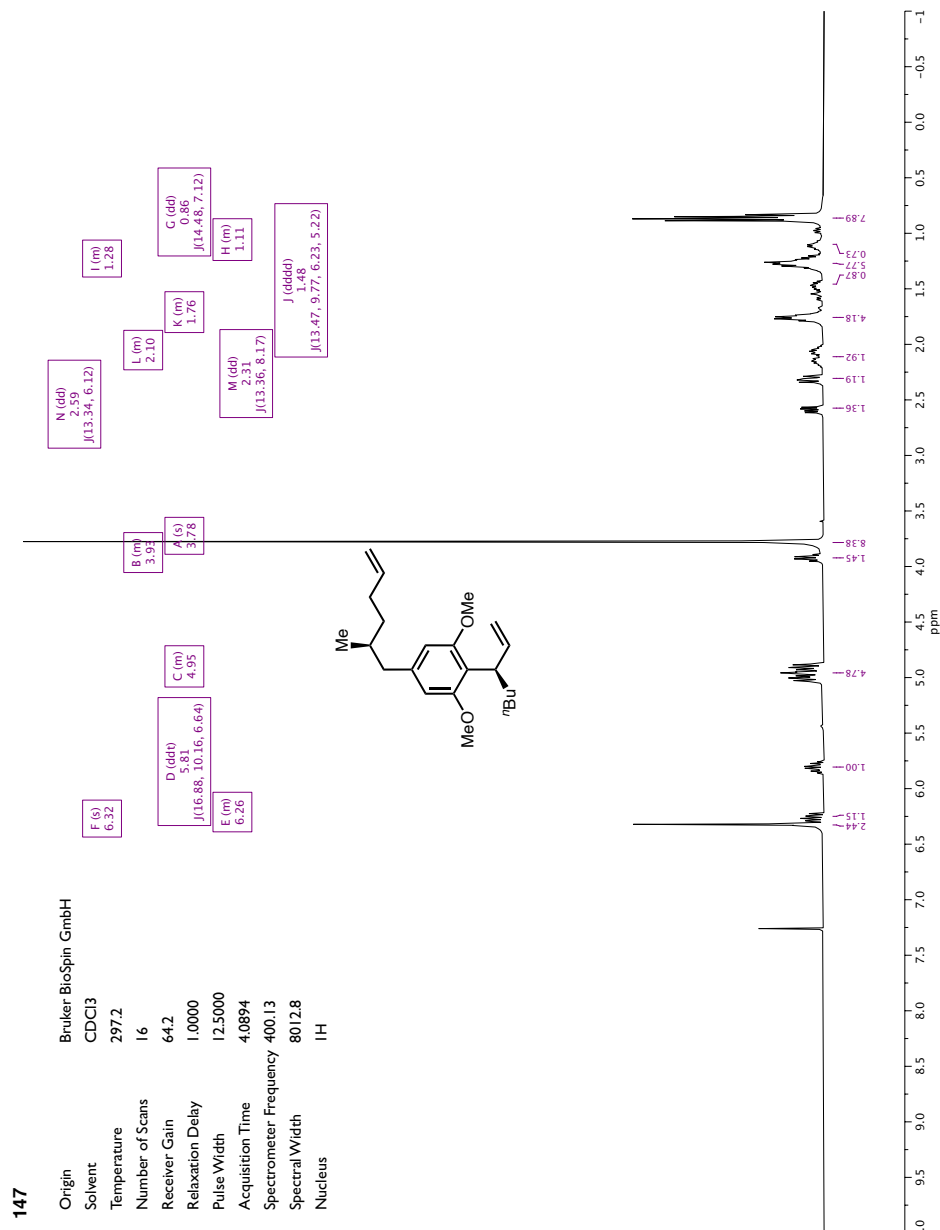 147
Origin Bruker BioSpin GmbH
Solvent CDCl3
Temperature 297.2
Number of Scans 16
Receiver Gain 64.2
Relaxation Delay 1.0000
Pulse Width 12.5000
Acquisition Time 4.0894
Spectrometer Frequency 400.13
Spectral Width 8012.8
Nucleus 1H
N (dd)
2.59
J(13.34, 6.12)
F (s)
6.32
I (m)
1.28
B (m)
3.93
L (m)
2.10
D (ddt)
5.81
J(16.88, 10.16, 6.64)
C (m)
4.95
A (s)
3.78
K (m)
1.76
G (dd)
0.86
J(14.48, 7.12)
E (m)
6.26
M (dd)
2.31
J(13.36, 8.17)
H (m)
1.11
J (dddd)
1.48
J(13.47, 9.77, 6.23, 5.22)
Me
MeO
OMe
nBu
2.44
1.15
1.00
4.78
1.45
8.38
1.36
1.19
1.92
4.18
0.87
5.77
0.73
7.89
.0 9.5 9.0 8.5 8.0 7.5 7.0 6.5 6.0 5.5 5.0 4.5 4.0 3.5 3.0 2.5 2.0 1.5 1.0 0.5 0.0 -0.5 -1
ppm